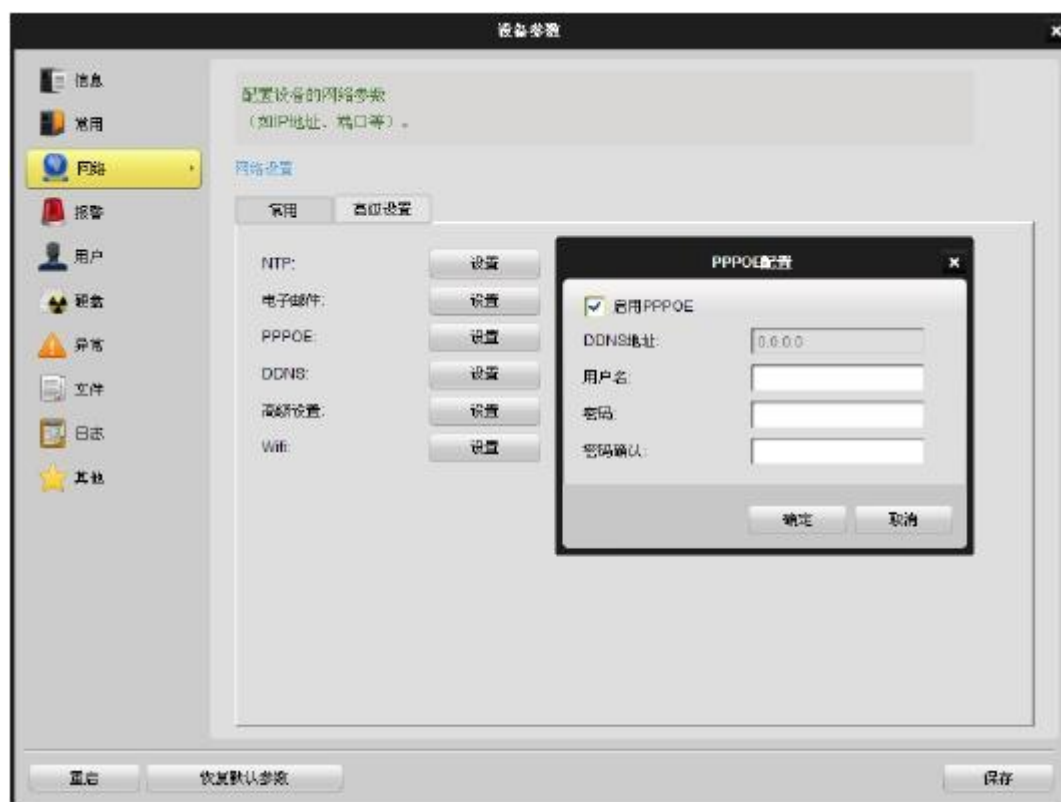 设备参数
信息
常用
网络
报警
用户
硬盘
异常
文件
日志
其他
配置设备的网络参数
（如IP地址、端口等）。
网络设置
常用
高级设置
NTP: 设置
电子邮件: 设置
PPPOE: 设置
DDNS: 设置
高级设置: 设置
Wifi: 设置
PPPOE配置
启用PPPOE
DDNS地址: 0.0.0.0
用户名:
密码:
密码确认:
确定
取消
重启
恢复默认参数
保存